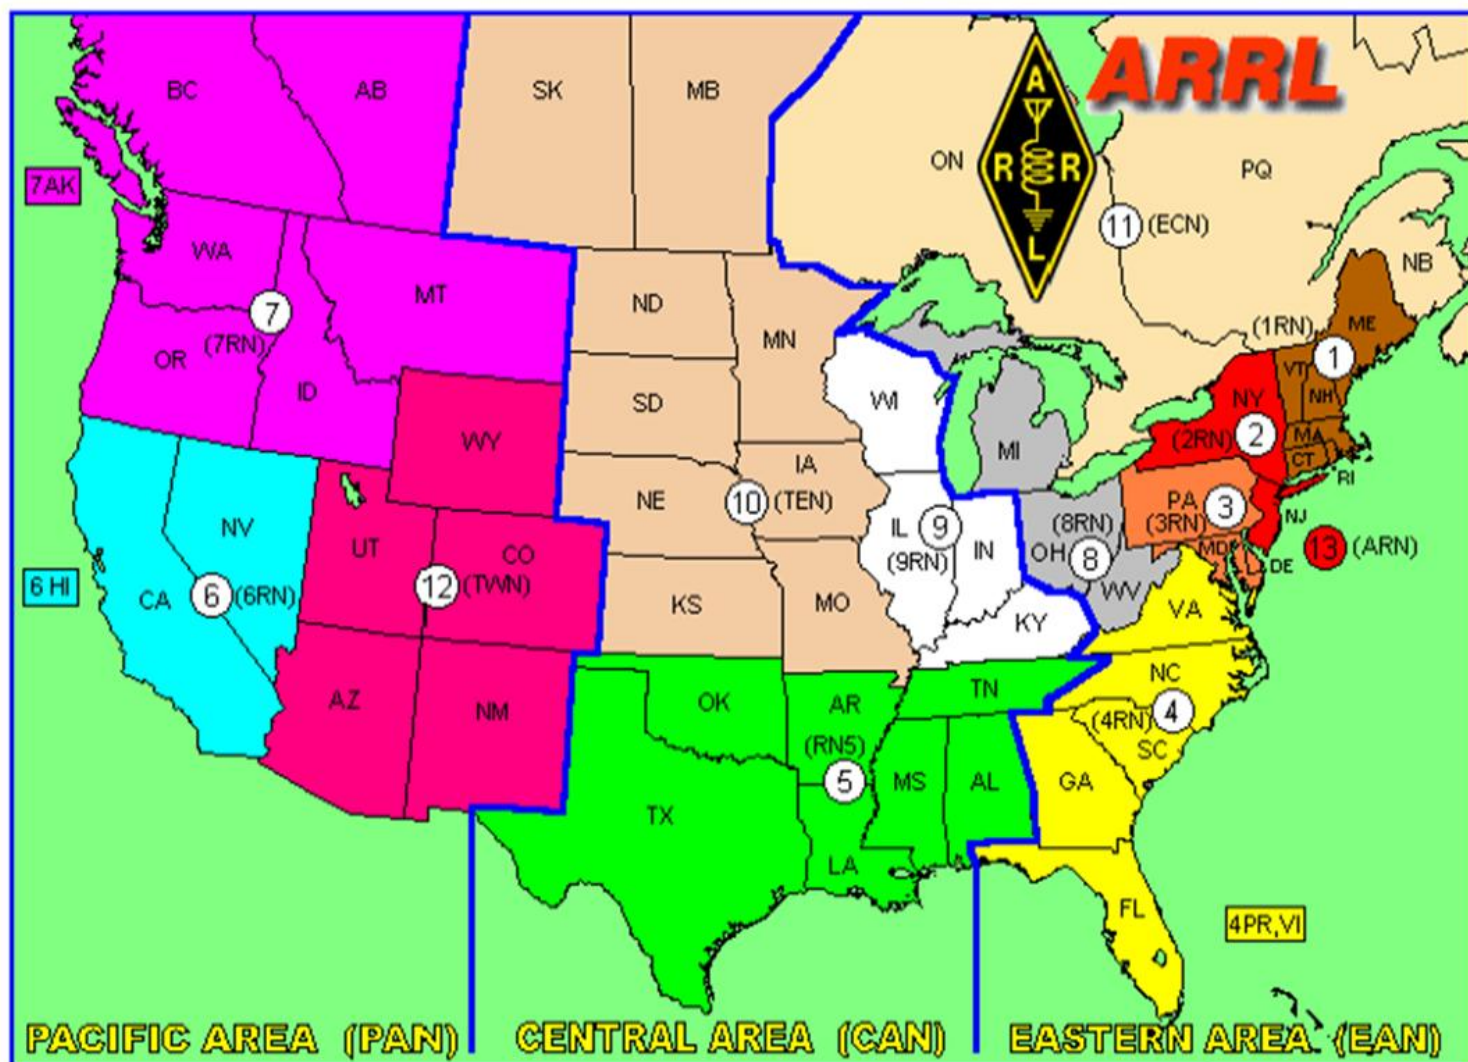 ARRL
A
R R
L
BC
AB
SK
MB
ON
PQ
7AK
11 (ECN)
NB
WA
MT
ND
MN
(1RN)
ME
7
(7RN)
OR
ID
1
VT
NH
NY
2
(2RN)
MA
CT
RI
SD
WI
MI
WY
IA
NE
10 (TEN)
PA
3
(3RN)
NJ
13 (ARN)
MD
DE
NV
UT
CO
IL
9
(9RN)
IN
(8RN)
OH
8
WV
6 HI
CA
6 (6RN)
12 (TWN)
KS
MO
KY
VA
AZ
NM
OK
AR
(RN5)
5
TN
NC
(4RN) 4
SC
TX
MS
AL
GA
LA
FL
4PR,VI
PACIFIC AREA (PAN)
CENTRAL AREA (CAN)
EASTERN AREA. (EAN)